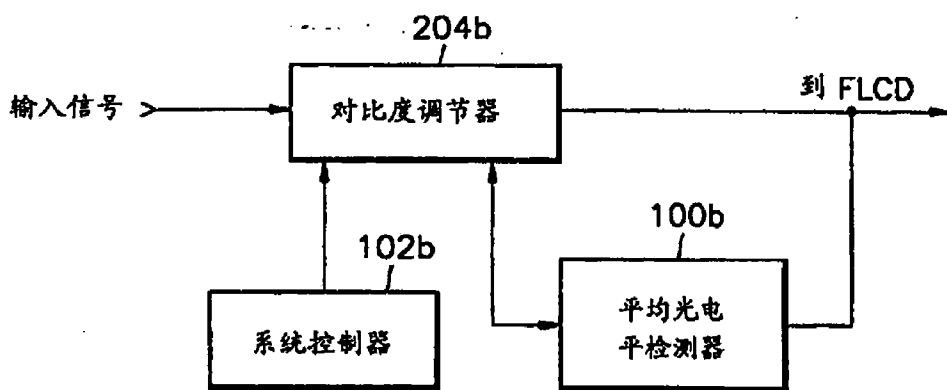 204b
到 FLCD
输入信号
对比度调节器
100b
102b
平均光电
平检测器
系统控制器